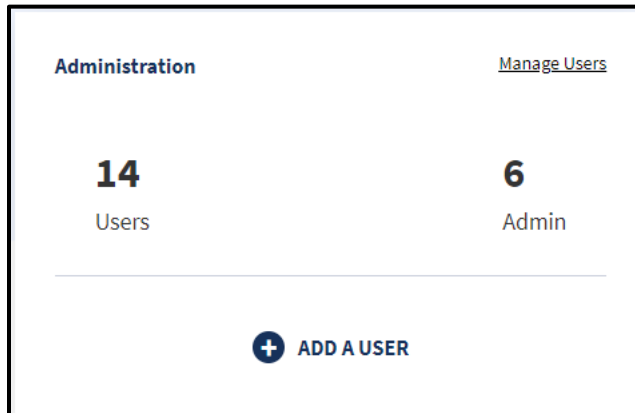 Administration
Manage Users
14
6
Users
Admin
ADD A USER